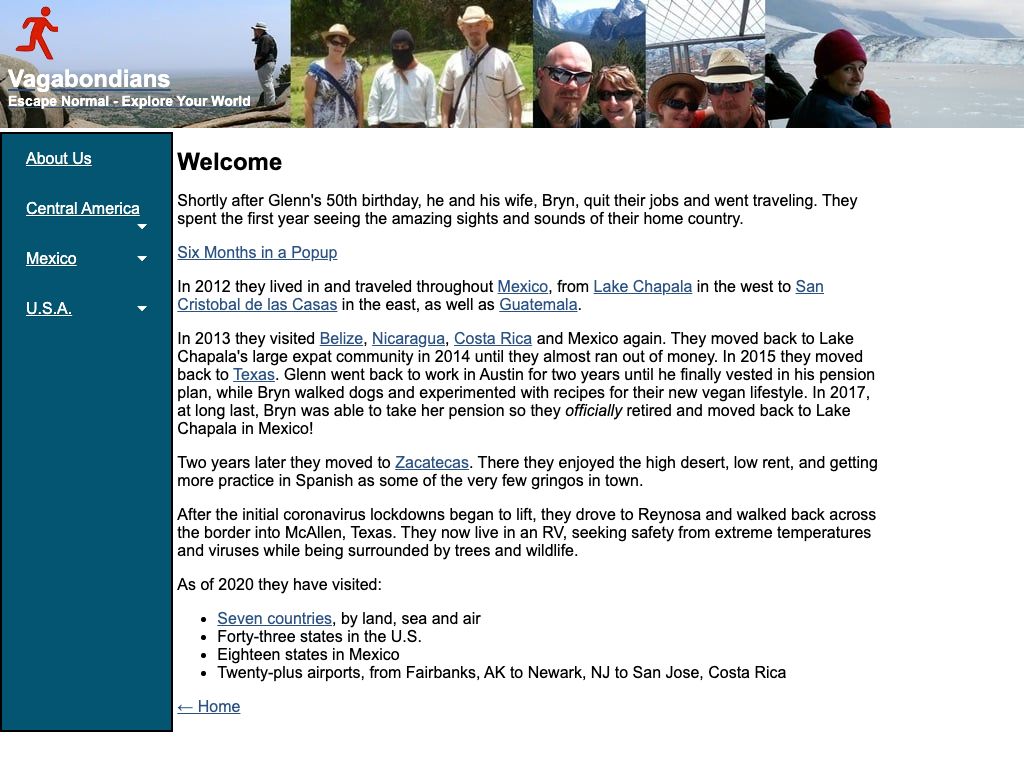 Vagabondians
Escape Normal - Explore Your World
About Us
Central America
Mexico
U.S.A.
Welcome
Shortly after Glenn's 50th birthday, he and his wife, Bryn, quit their jobs and went traveling. They
spent the first year seeing the amazing sights and sounds of their home country.
Six Months in a Popup
In 2012 they lived in and traveled throughout Mexico, from Lake Chapala in the west to San
Cristobal de las Casas in the east, as well as Guatemala.
In 2013 they visited Belize, Nicaragua, Costa Rica and Mexico again. They moved back to Lake
Chapala's large expat community in 2014 until they almost ran out of money. In 2015 they moved
back to Texas. Glenn went back to work in Austin for two years until he finally vested in his pension
plan, while Bryn walked dogs and experimented with recipes for their new vegan lifestyle. In 2017,
at long last, Bryn was able to take her pension so they officially retired and moved back to Lake
Chapala in Mexico!
Two years later they moved to Zacatecas. There they enjoyed the high desert, low rent, and getting
more practice in Spanish as some of the very few gringos in town.
After the initial coronavirus lockdowns began to lift, they drove to Reynosa and walked back across
the border into McAllen, Texas. They now live in an RV, seeking safety from extreme temperatures
and viruses while being surrounded by trees and wildlife.
As of 2020 they have visited:
• Seven countries, by land, sea and air
• Forty-three states in the U.S.
• Eighteen states in Mexico
• Twenty-plus airports, from Fairbanks, AK to Newark, NJ to San Jose, Costa Rica
← Home